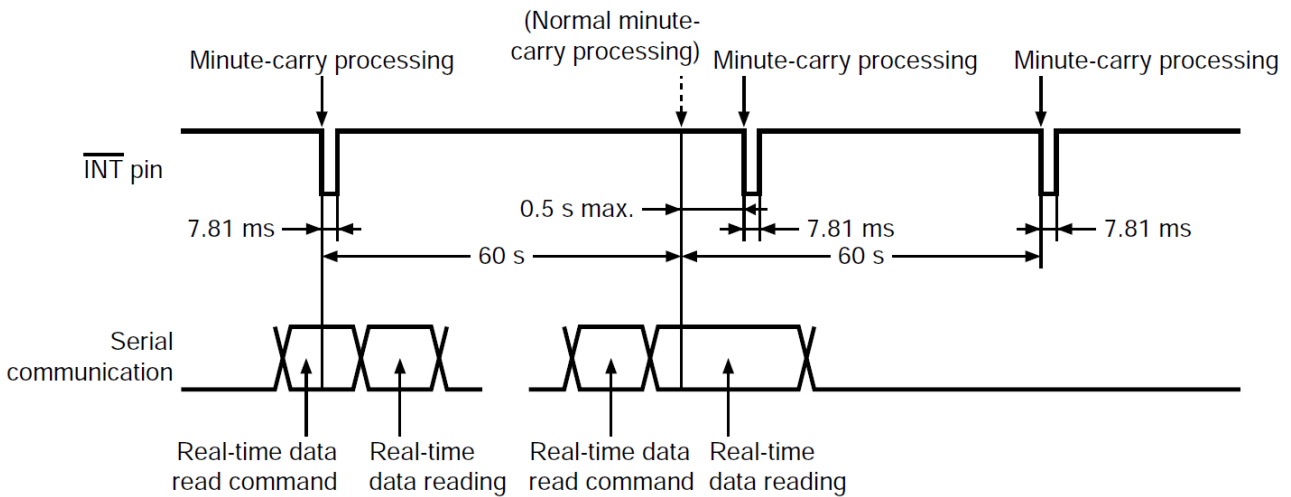 (Normal minute-
carry processing)
Minute-carry processing
Minute-carry processing
Minute-carry processing
INT pin
0.5 s max.
7.81 ms
7.81 ms
7.81 ms
60 s
60 s
Serial
communication
Real-time data
read command
Real-time
data reading
Real-time data
read command
Real-time
data reading